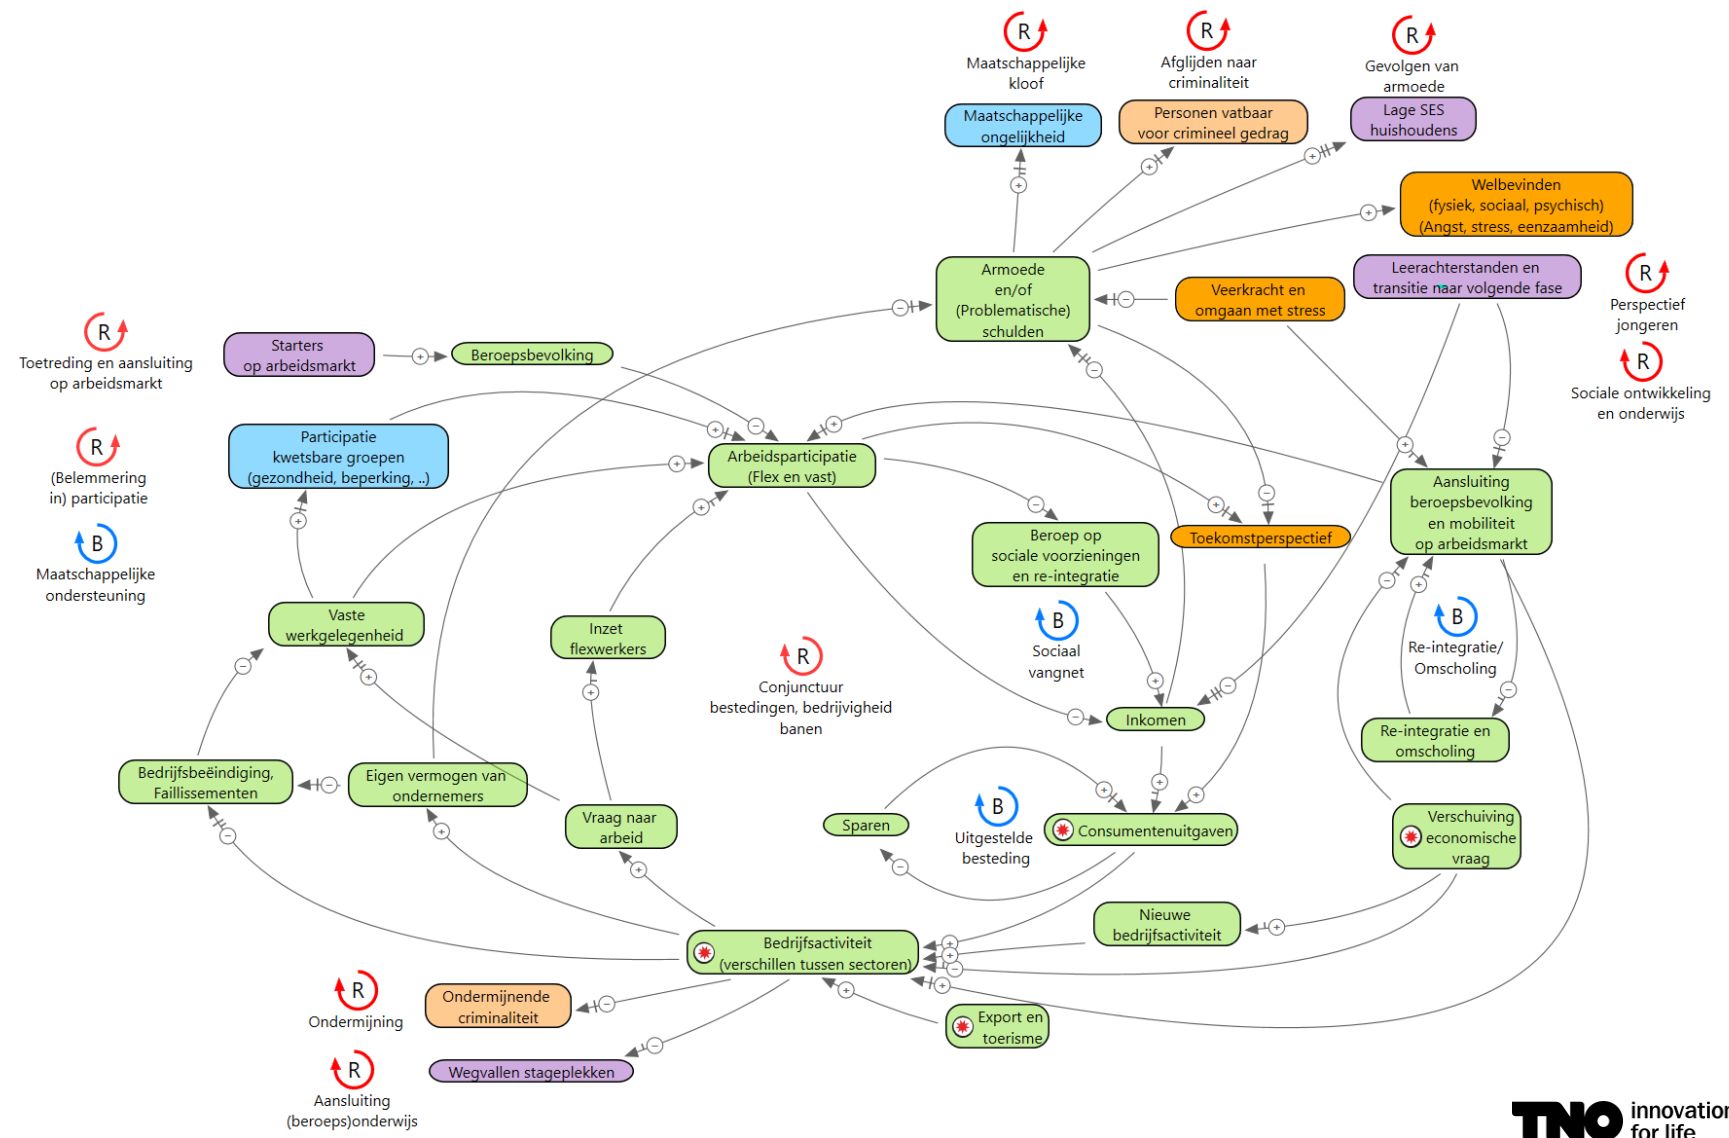 R
Maatschappelijke
kloof
R
Afglijden naar
criminaliteit
R
Gevolgen van
armoede
Maatschappelijke
ongelijkheid
Personen vatbaar
voor crimineel gedrag
Lage SES
huishoudens
Welbevinden
(fysiek, sociaal, psychisch)
(Angst, stress, eenzaamheid)
Armoede
en/of
(Problematische)
schulden
Veerkracht en
omgaan met stress
Leerachterstanden en
transitie naar volgende fase
R
Perspectief
jongeren
R
Sociale ontwikkeling
en onderwijs
R
Toetreding en aansluiting
op arbeidsmarkt
Starters
op arbeidsmarkt
Beroepsbevolking
R
(Belemmering
in) participatie
Participatie
kwetsbare groepen
(gezondheid, beperking, ..)
Arbeidsparticipatie
(Flex en vast)
B
Maatschappelijke
ondersteuning
Beroep op
sociale voorzieningen
en re-integratie
Toekomstperspectief
Aansluiting
beroepsbevolking
en mobiliteit
op arbeidsmarkt
Vaste
werkgelegenheid
Inzet
flexwerkers
R
Conjunctuur
bestedingen, bedrijvigheid
banen
B
Sociaal
vangnet
B
Re-integratie/
Omscholing
Inkomen
Re-integratie en
omscholing
Bedrijfsbeëindiging,
Faillissementen
Eigen vermogen van
ondernemers
Vraag naar
arbeid
Sparen
B
Uitgestelde
besteding
Consumentenuitgaven
Verschuiving
economische
vraag
Nieuwe
bedrijfsactiviteit
Bedrijfsactiviteit
(verschillen tussen sectoren)
R
Ondermijning
Ondermijnende
criminaliteit
Export en
toerisme
R
Aansluiting
(beroeps)onderwijs
Wegvallen stageplekken
TNO innovation
for life